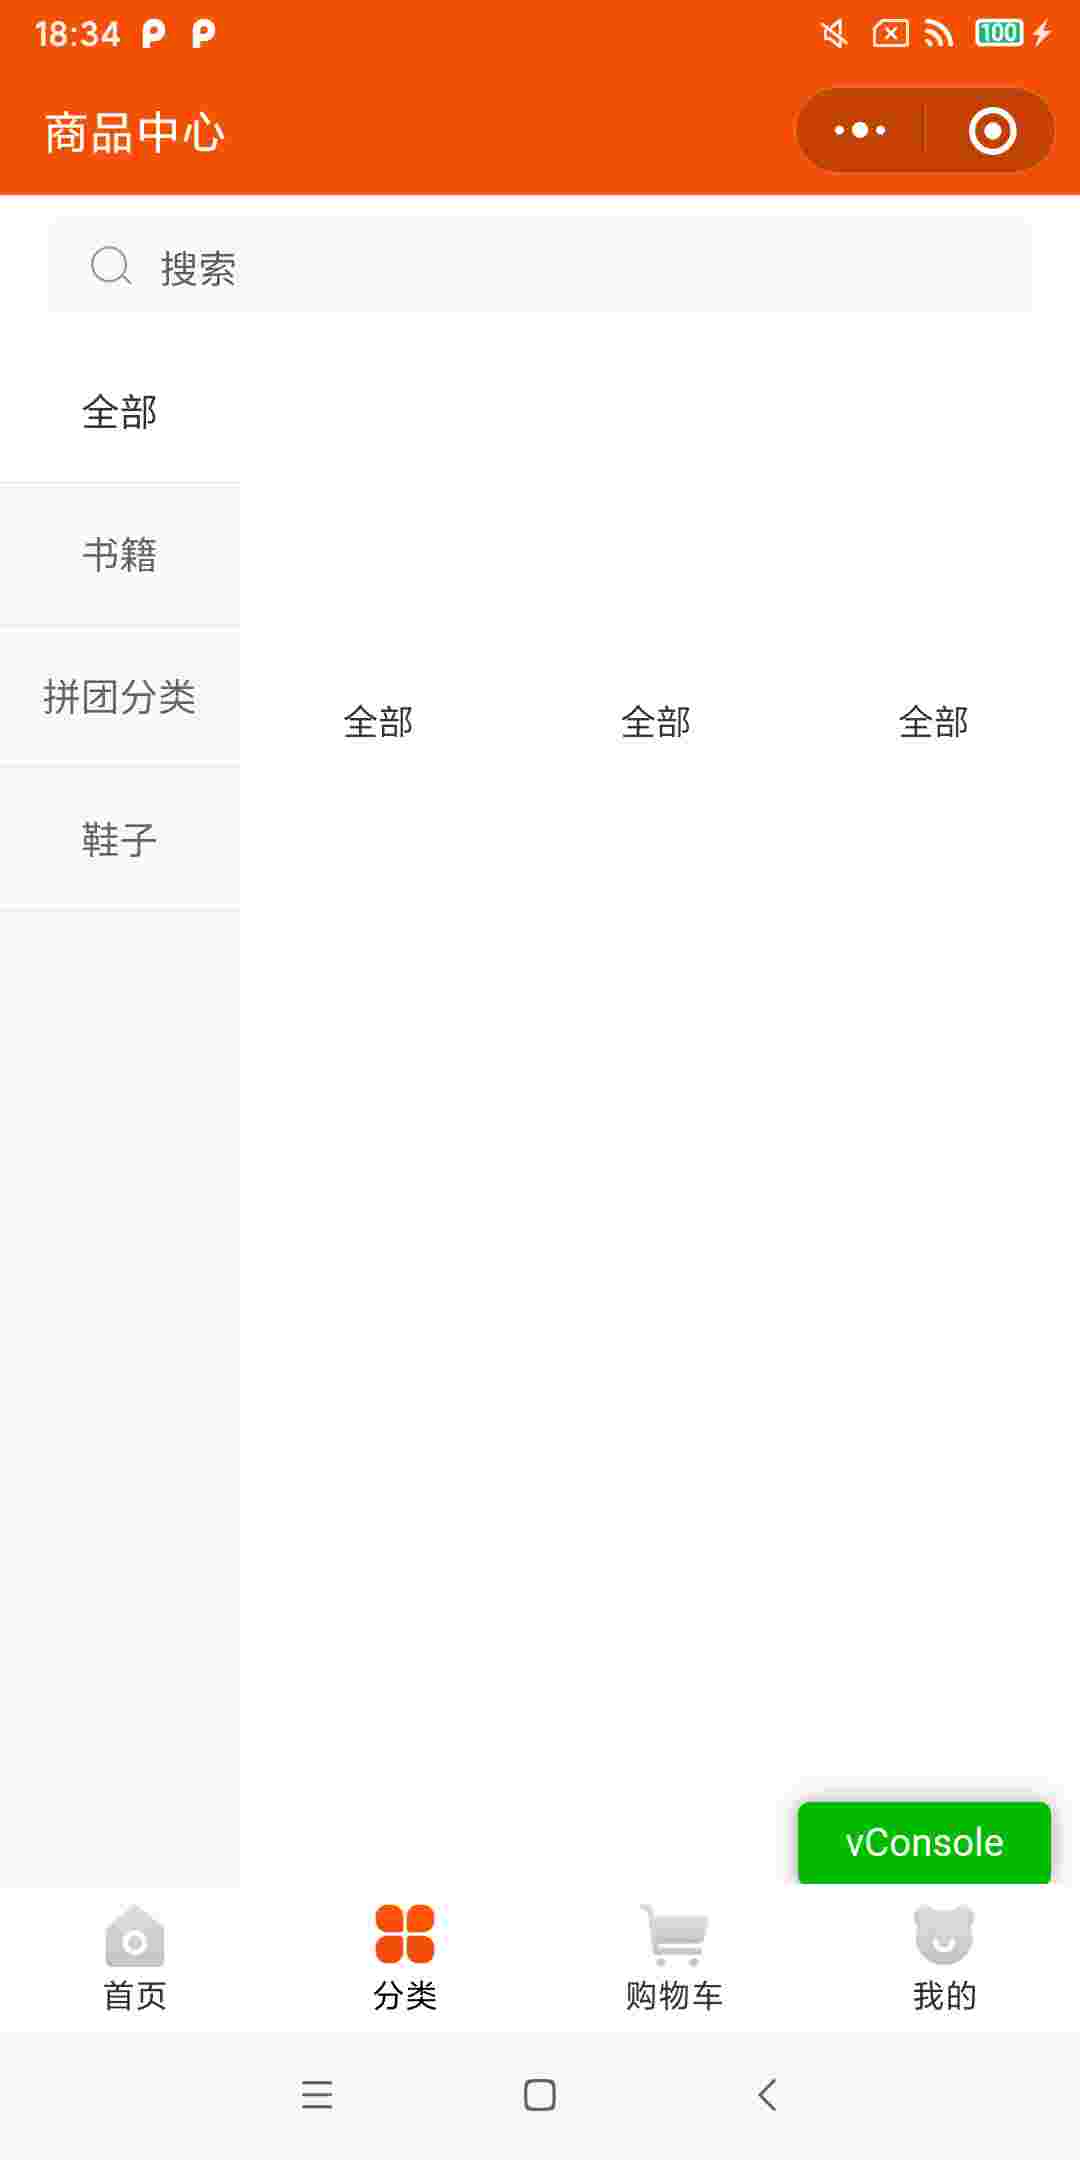 18:34
100
商品中心
搜索
全部
书籍
拼团分类
鞋子
全部 全部 全部
vConsole
首页 分类 购物车 我的